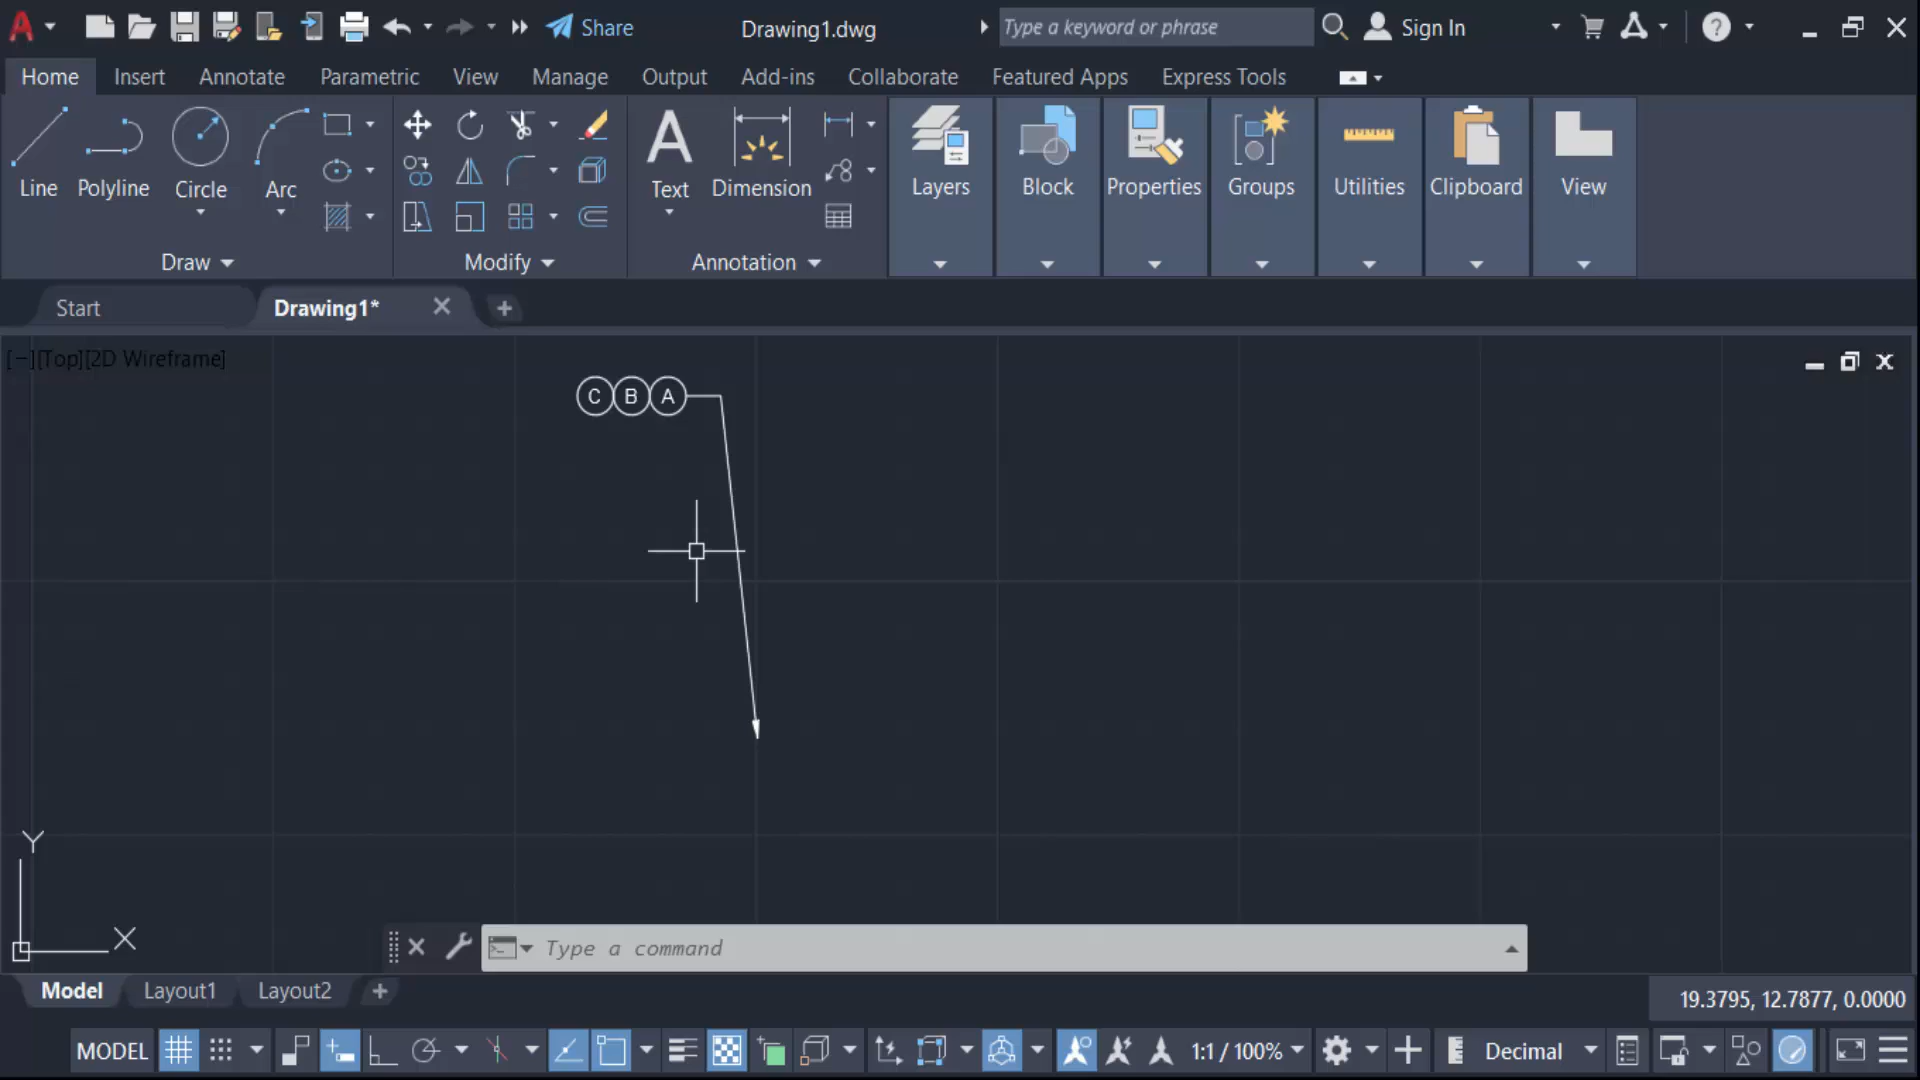 Share
Drawing1.dwg
Type a keyword or phrase
Sign In
Home
Insert
Annotate
Parametric
View
Manage
Output
Add-ins
Collaborate
Featured Apps
Express Tools
Line
Polyline
Circle
Arc
Text
Dimension
Layers
Block
Properties
Groups
Utilities
Clipboard
View
Draw
Modify
Annotation
Start
Drawing1*
[−][Top][2D Wireframe]
C B A
Y
X
Type a command
Model
Layout1
Layout2
19.3795, 12.7877, 0.0000
MODEL
1:1 / 100%
Decimal